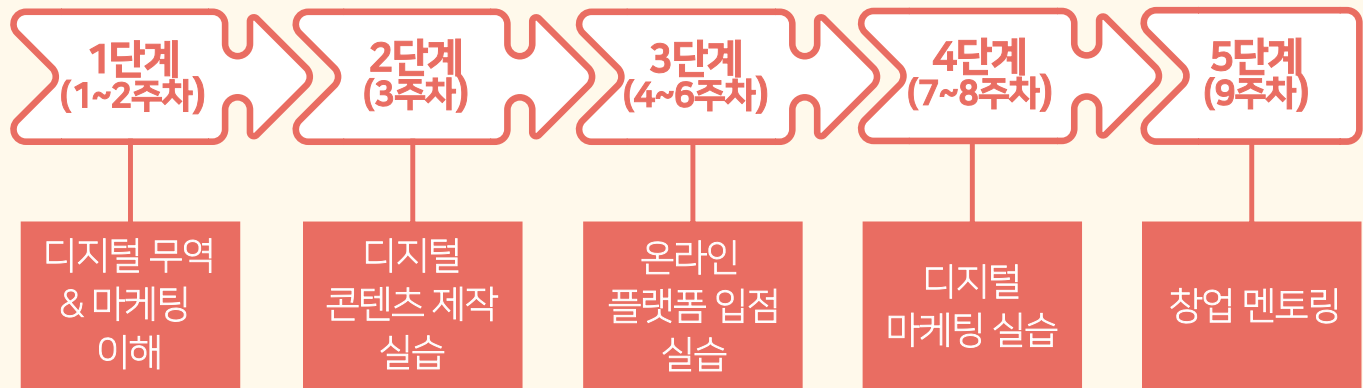 1단계
(1~2주차)
2단계
(3주차)
3단계
(4~6주차)
4단계
(7~8주차)
5단계
(9주차)
디지털 무역
& 마케팅
이해
디지털
콘텐츠 제작
실습
온라인
플랫폼 입점
실습
디지털
마케팅 실습
창업 멘토링